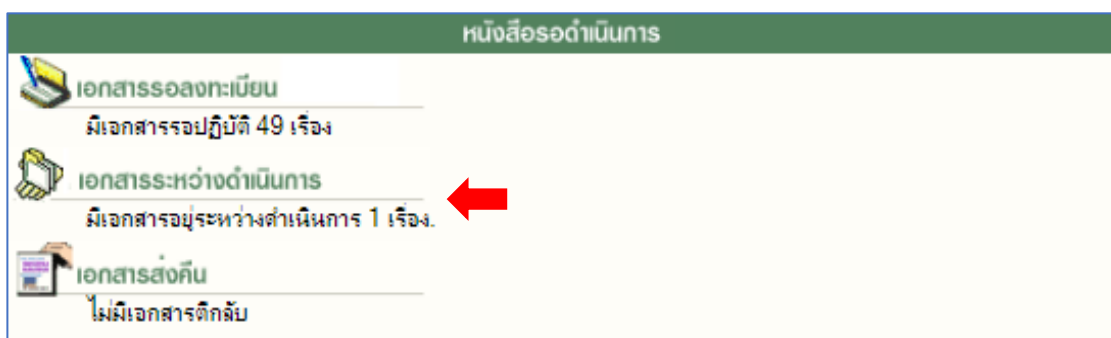 หนังสือรอดำเนินการ
เอกสารรอลงทะเบียน
มีเอกสารรอปฏิบัติ 49 เรื่อง
เอกสารระหว่างดำเนินการ
มีเอกสารอยู่ระหว่างดำเนินการ 1 เรื่อง.
เอกสารส่งคืน
ไม่มีเอกสารตีกลับ